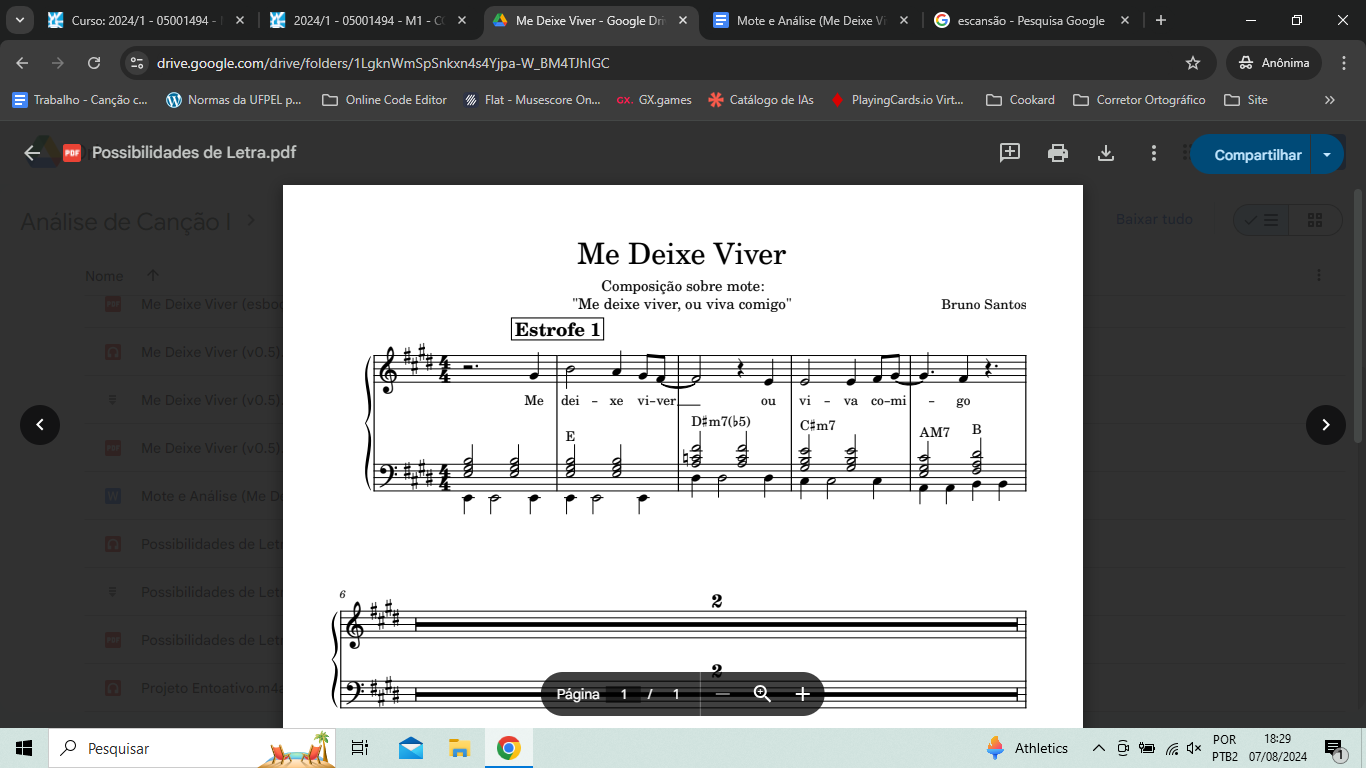 Curso: 2024/1 - 05001494 -
2024/1 - 05001494 - M1 - C
Me Deixe Viver - Google Dri
Mote e Análise (Me Deixe Vi
escansão - Pesquisa Google
drive.google.com/drive/folders/1LgknWmSpSnkxn4s4Yjpa-W_BM4TJhIGC
Anônima
Trabalho - Canção c...
Normas da UFPEL p...
Online Code Editor
Flat - Musescore On...
GX.games
Catálogo de IAs
PlayingCards.io Virt...
Cookard
Corretor Ortográfico
Site
Possibilidades de Letra.pdf
Compartilhar
Análise de Canção I
Baixar tudo
Nome
Me Deixe Viver (esbo
Me Deixe Viver (v0.5)
Me Deixe Viver (v0.5)
Me Deixe Viver (v0.5)
Mote e Análise (Me De
Possibilidades de Letr
Possibilidades de Letr
Possibilidades de Letr
Projeto Entoativo.m4a
Me Deixe Viver
Composição sobre mote:
"Me deixe viver, ou viva comigo"
Bruno Santos
Estrofe 1
Me dei - xe vi-ver__ ou vi - va co-mi - go
E D♯m7(♭5) C♯m7 AM7 B
6
2
2
Página 1 / 1
Pesquisar
Athletics
POR
PTB2
18:29
07/08/2024
1